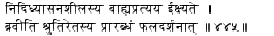 निदिध्यासनशीलस्य बाह्यप्रत्यय ईक्ष्यते ।
ब्रवीति श्रुतिरेतस्य प्रारब्धं फलदर्शनात् ॥ ४४५॥